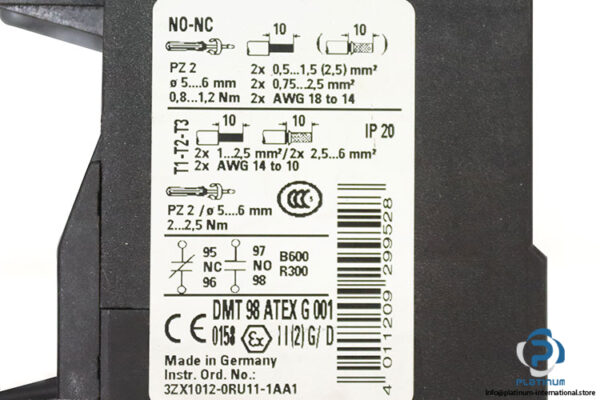 NO-NC
10 10
PZ 2 2x 0,5...1,5 (2,5) mm²
ø 5....6 mm 2x 0,75...2,5 mm²
0,8...1,2 Nm 2x AWG 18 to 14
10 10 IP 20
T1-T2-T3
2x 1...2,5 mm²/2x 2,5...6 mm²
2x AWG 14 to 10
PZ 2 / ø 5....6 mm
2...2,5 Nm
CCC S
95 97 B600
NC NO R300
96 98
DMT 98 ATEX G 001
CE 0158 Ex II(2)G/D
Made in Germany
Instr. Ord. No.:
3ZX1012-0RU11-1AA1
4 011209 299528
PLATINUM
INTERNATIONAL
info@platinum-international.store